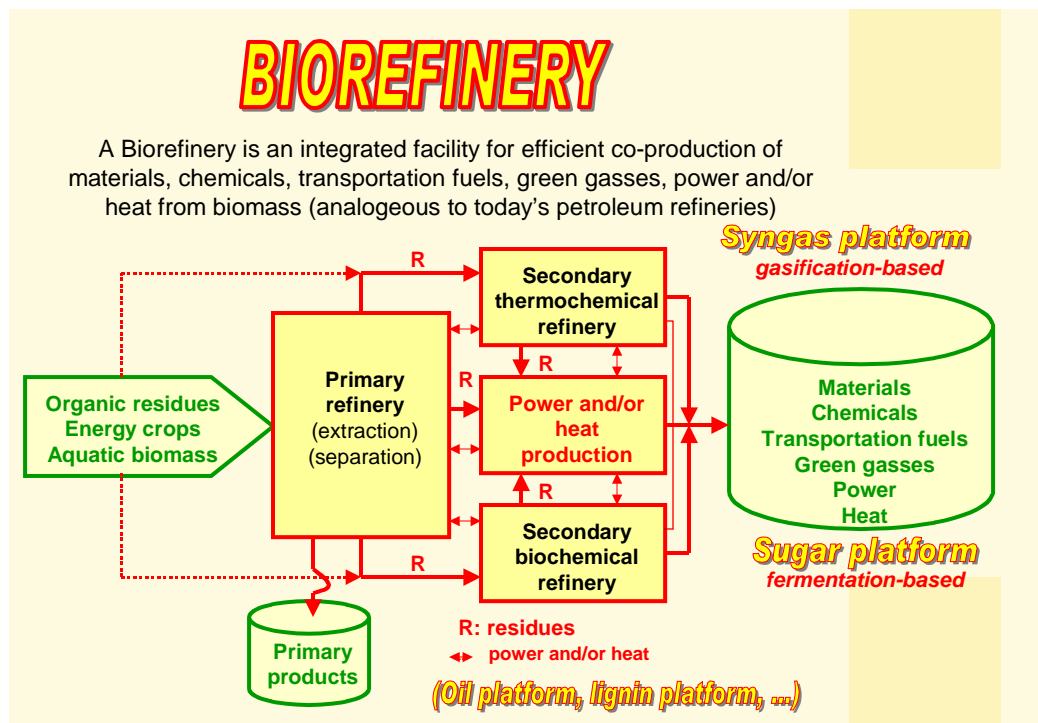 BIOREFINERY
A Biorefinery is an integrated facility for efficient co-production of
materials, chemicals, transportation fuels, green gasses, power and/or
heat from biomass (analogeous to today's petroleum refineries)
Syngas platform
gasification-based
R
Secondary
thermochemical
refinery
R
Organic residues
Energy crops
Aquatic biomass
Primary
refinery
(extraction)
(separation)
R
Power and/or
heat
production
R
Materials
Chemicals
Transportation fuels
Green gasses
Power
Heat
R
Secondary
biochemical
refinery
Sugar platform
fermentation-based
Primary
products
R: residues
power and/or heat
(Oil platform, lignin platform, ...)